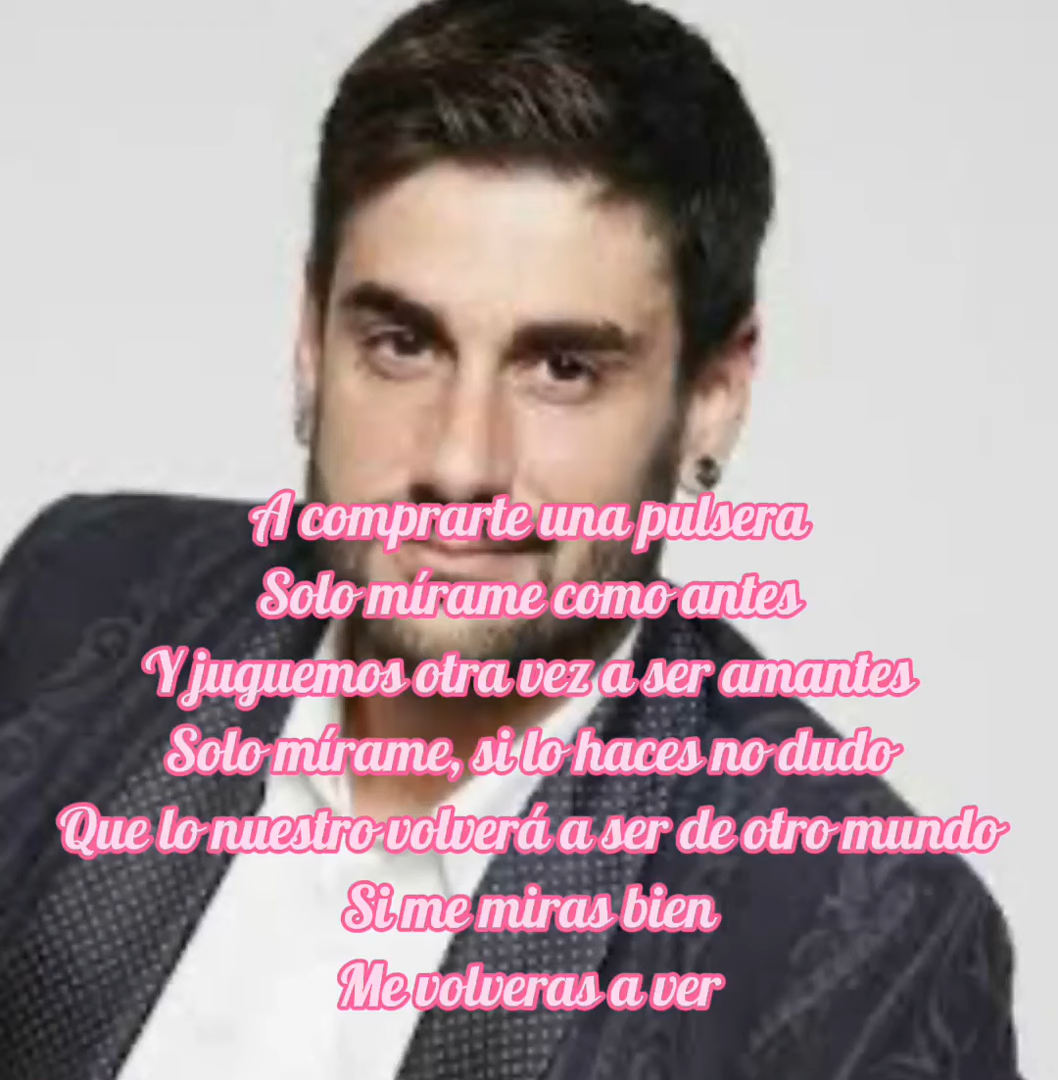 A comprarte una pulsera
Solo mírame como antes
Y juguemos otra vez a ser amantes
Solo mírame, si lo haces no dudo
Que lo nuestro volverá a ser de otro mundo
Si me miras bien
Me volveras a ver